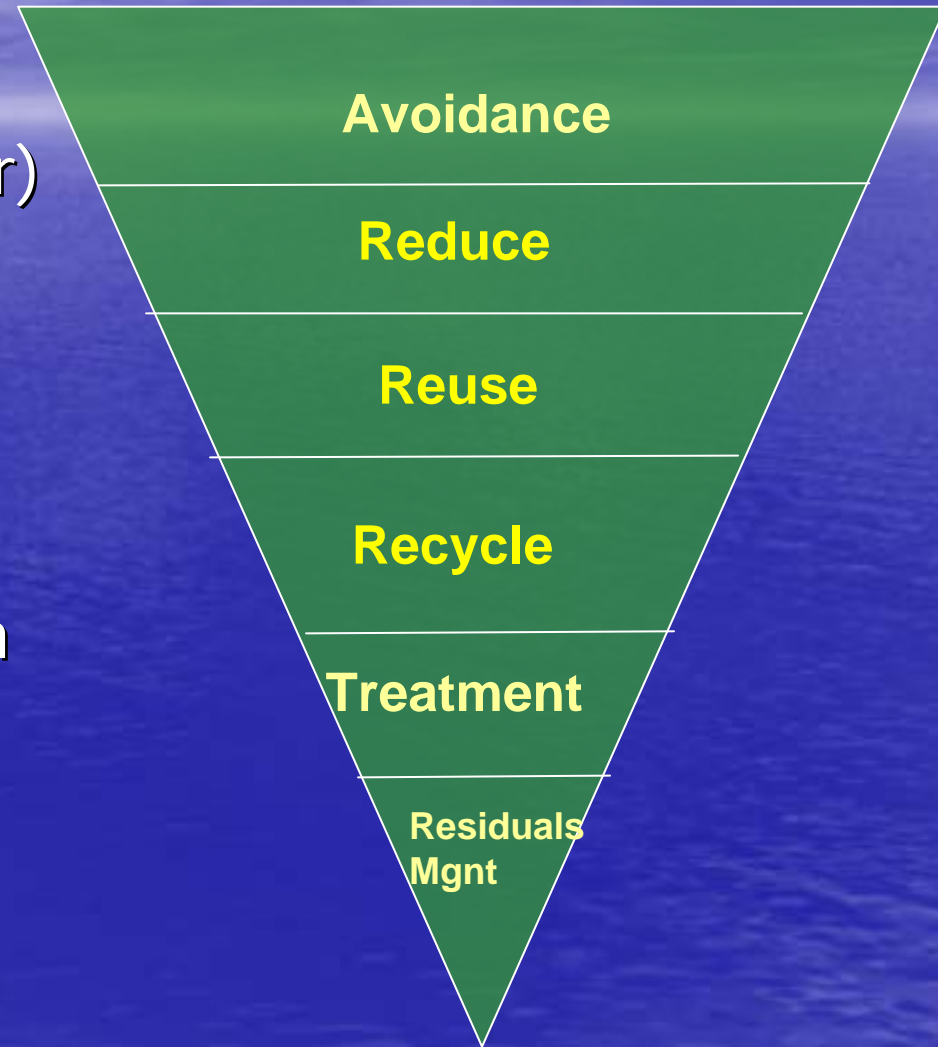 Avoidance
r)
Reduce
Reuse
Recycle
n
Treatment
Residuals
Mgnt